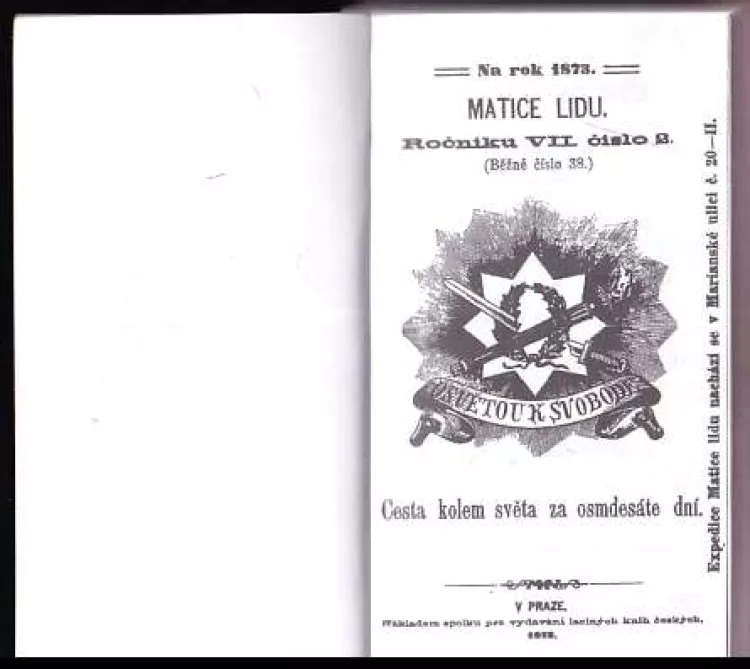 Na rok 1873.
MATICE LIDU.
Ročníku VII. číslo 2.
(Běžné číslo 38.)
OSVĚTOU K SVOBODĚ
Cesta kolem světa za osmdesáte dní.
V PRAZE.
Nákladem spolku pro vydávání laciných knih českých.
1873.
Expedice Matice lidu nachází se v Marianské ulici č. 20—II.